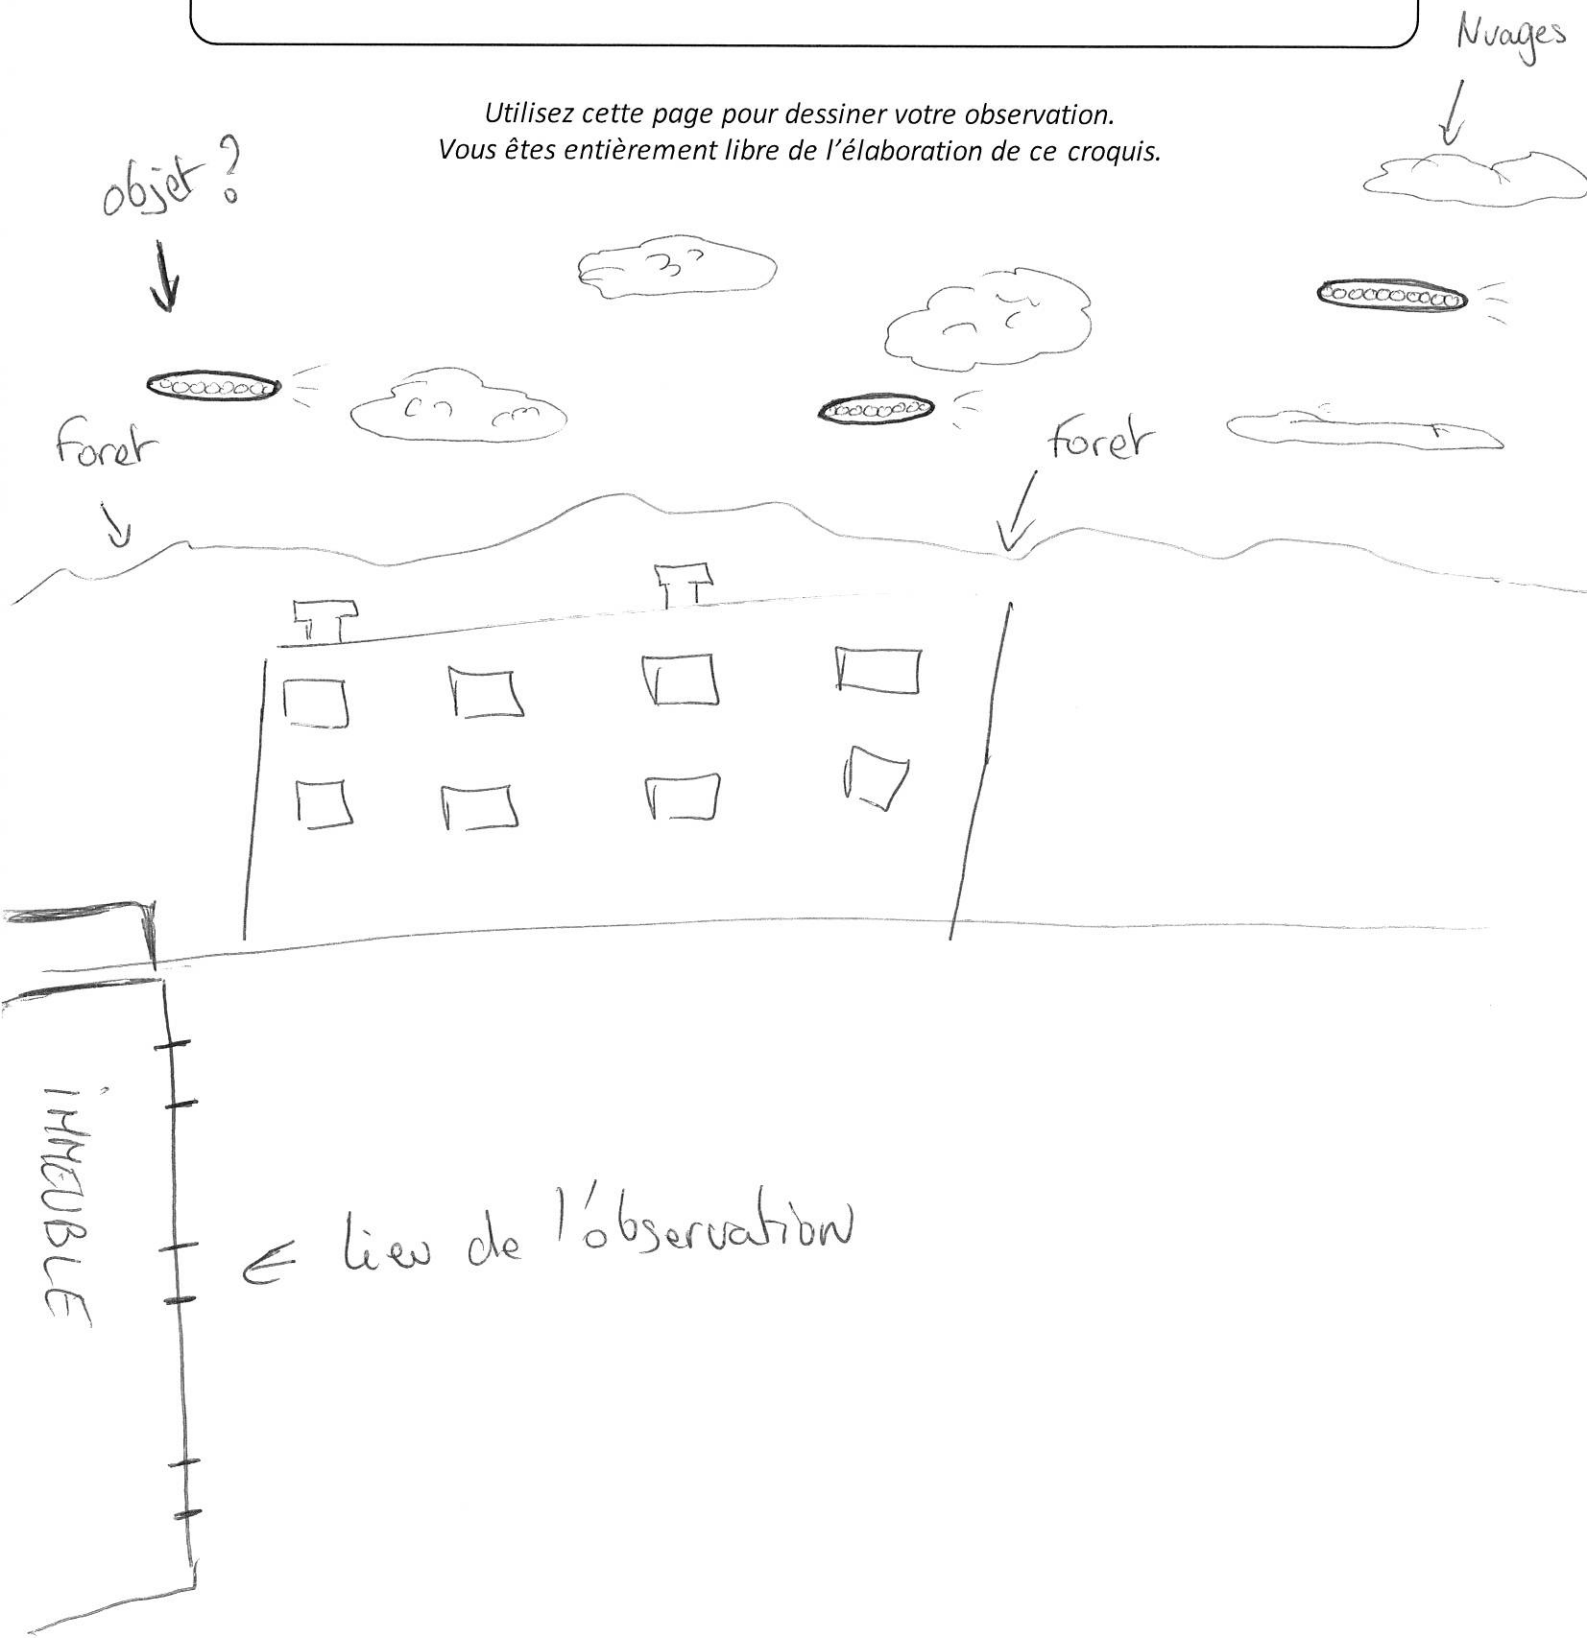 Nuages
Utilisez cette page pour dessiner votre observation.
Vous êtes entièrement libre de l'élaboration de ce croquis.
objet ?
Foret
Foret
iMMEUBLE
lieu de l'observation